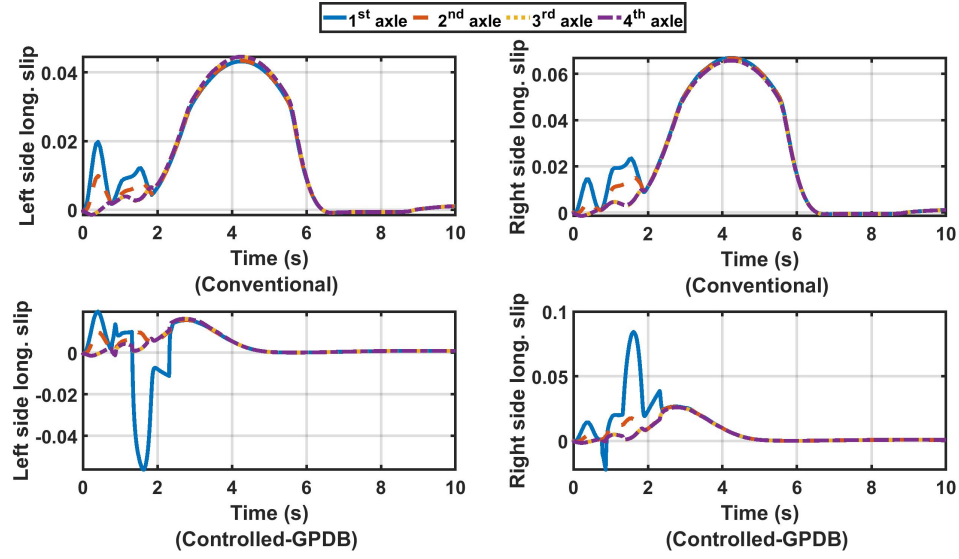 1st axle 2nd axle 3rd axle 4th axle
Left side long. slip
0.04
0.02
0
0 2 4 6 8 10
Time (s)
(Conventional)
Right side long. slip
0.06
0.04
0.02
0
0 2 4 6 8 10
Time (s)
(Conventional)
Left side long. slip
0
-0.02
-0.04
0 2 4 6 8 10
Time (s)
(Controlled-GPDB)
Right side long. slip
0.1
0.05
0
0 2 4 6 8 10
Time (s)
(Controlled-GPDB)